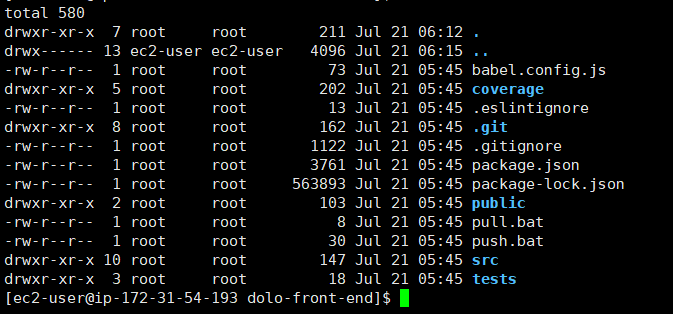 total 580
drwxr-xr-x  7 root     root        211 Jul 21 06:12 .
drwx------ 13 ec2-user ec2-user   4096 Jul 21 06:15 ..
-rw-r--r--  1 root     root         73 Jul 21 05:45 babel.config.js
drwxr-xr-x  5 root     root        202 Jul 21 05:45 coverage
-rw-r--r--  1 root     root         13 Jul 21 05:45 .eslintignore
drwxr-xr-x  8 root     root        162 Jul 21 05:45 .git
-rw-r--r--  1 root     root       1122 Jul 21 05:45 .gitignore
-rw-r--r--  1 root     root       3761 Jul 21 05:45 package.json
-rw-r--r--  1 root     root     563893 Jul 21 05:45 package-lock.json
drwxr-xr-x  2 root     root        103 Jul 21 05:45 public
-rw-r--r--  1 root     root          8 Jul 21 05:45 pull.bat
-rw-r--r--  1 root     root         30 Jul 21 05:45 push.bat
drwxr-xr-x 10 root     root        147 Jul 21 05:45 src
drwxr-xr-x  3 root     root         18 Jul 21 05:45 tests
[ec2-user@ip-172-31-54-193 dolo-front-end]$